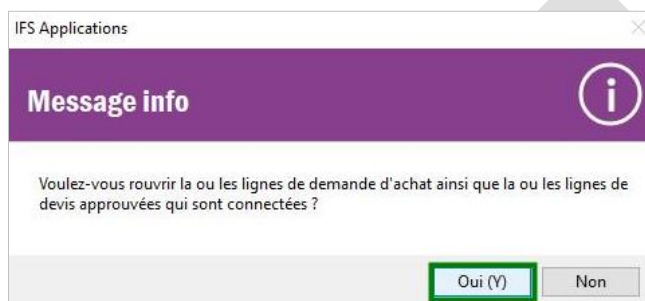 IFS Applications
Message info
Voulez-vous rouvrir la ou les lignes de demande d'achat ainsi que la ou les lignes de
devis approuvées qui sont connectées ?
Oui (Y) Non